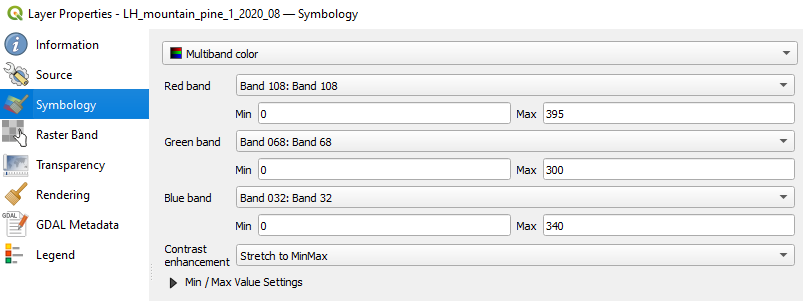 Layer Properties - LH_mountain_pine_1_2020_08 — Symbology
Information
Source
Symbology
Raster Band
Transparency
Rendering
GDAL
GDAL Metadata
Legend
Multiband color
Red band Band 108: Band 108
Min 0 Max 395
Green band Band 068: Band 68
Min 0 Max 300
Blue band Band 032: Band 32
Min 0 Max 340
Contrast
enhancement Stretch to MinMax
Min / Max Value Settings